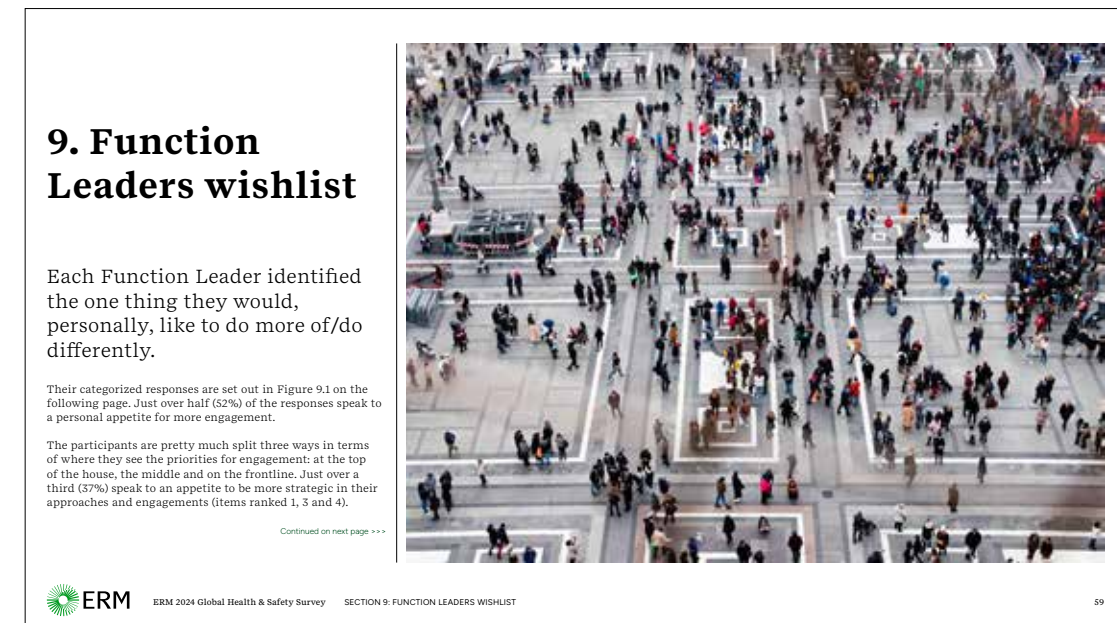 9. Function
Leaders wishlist
Each Function Leader identified
the one thing they would,
personally, like to do more of/do
differently.
Their categorized responses are set out in Figure 9.1 on the
following page. Just over half (52%) of the responses speak to
a personal appetite for more engagement.
The participants are pretty much split three ways in terms
of where they see the priorities for engagement: at the top
of the house, the middle and on the frontline. Just over a
third (37%) speak to an appetite to be more strategic in their
approaches and engagements (items ranked 1, 3 and 4).
Continued on next page >>>
ERM
ERM 2024 Global Health & Safety Survey SECTION 9: FUNCTION LEADERS WISHLIST
59